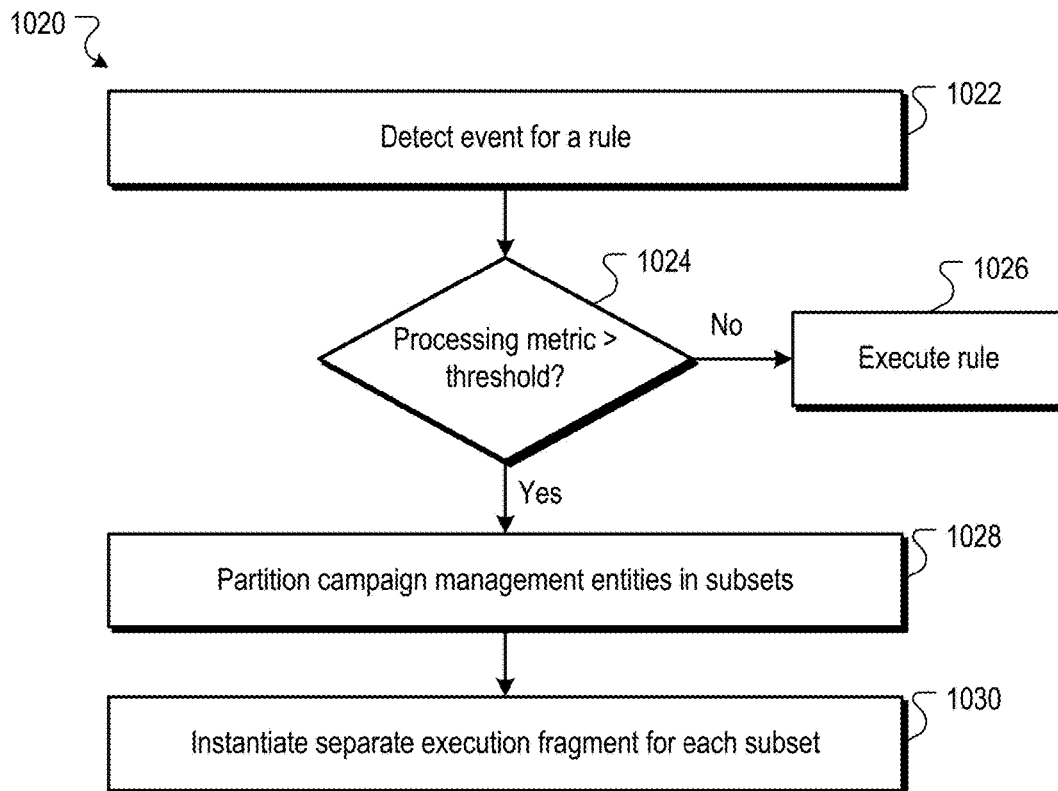 1020
1022
Detect event for a rule
1024
1026
Processing metric >
threshold?
No
Execute rule
Yes
1028
Partition campaign management entities in subsets
1030
Instantiate separate execution fragment for each subset